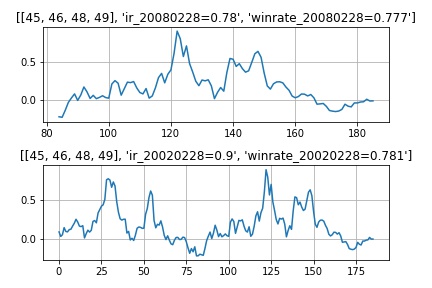 [[45, 46, 48, 49], 'ir_20080228=0.78', 'winrate_20080228=0.777']
0.5
0.0
80 100 120 140 160 180
[[45, 46, 48, 49], 'ir_20020228=0.9', 'winrate_20020228=0.781']
0.5
0.0
0 25 50 75 100 125 150 175